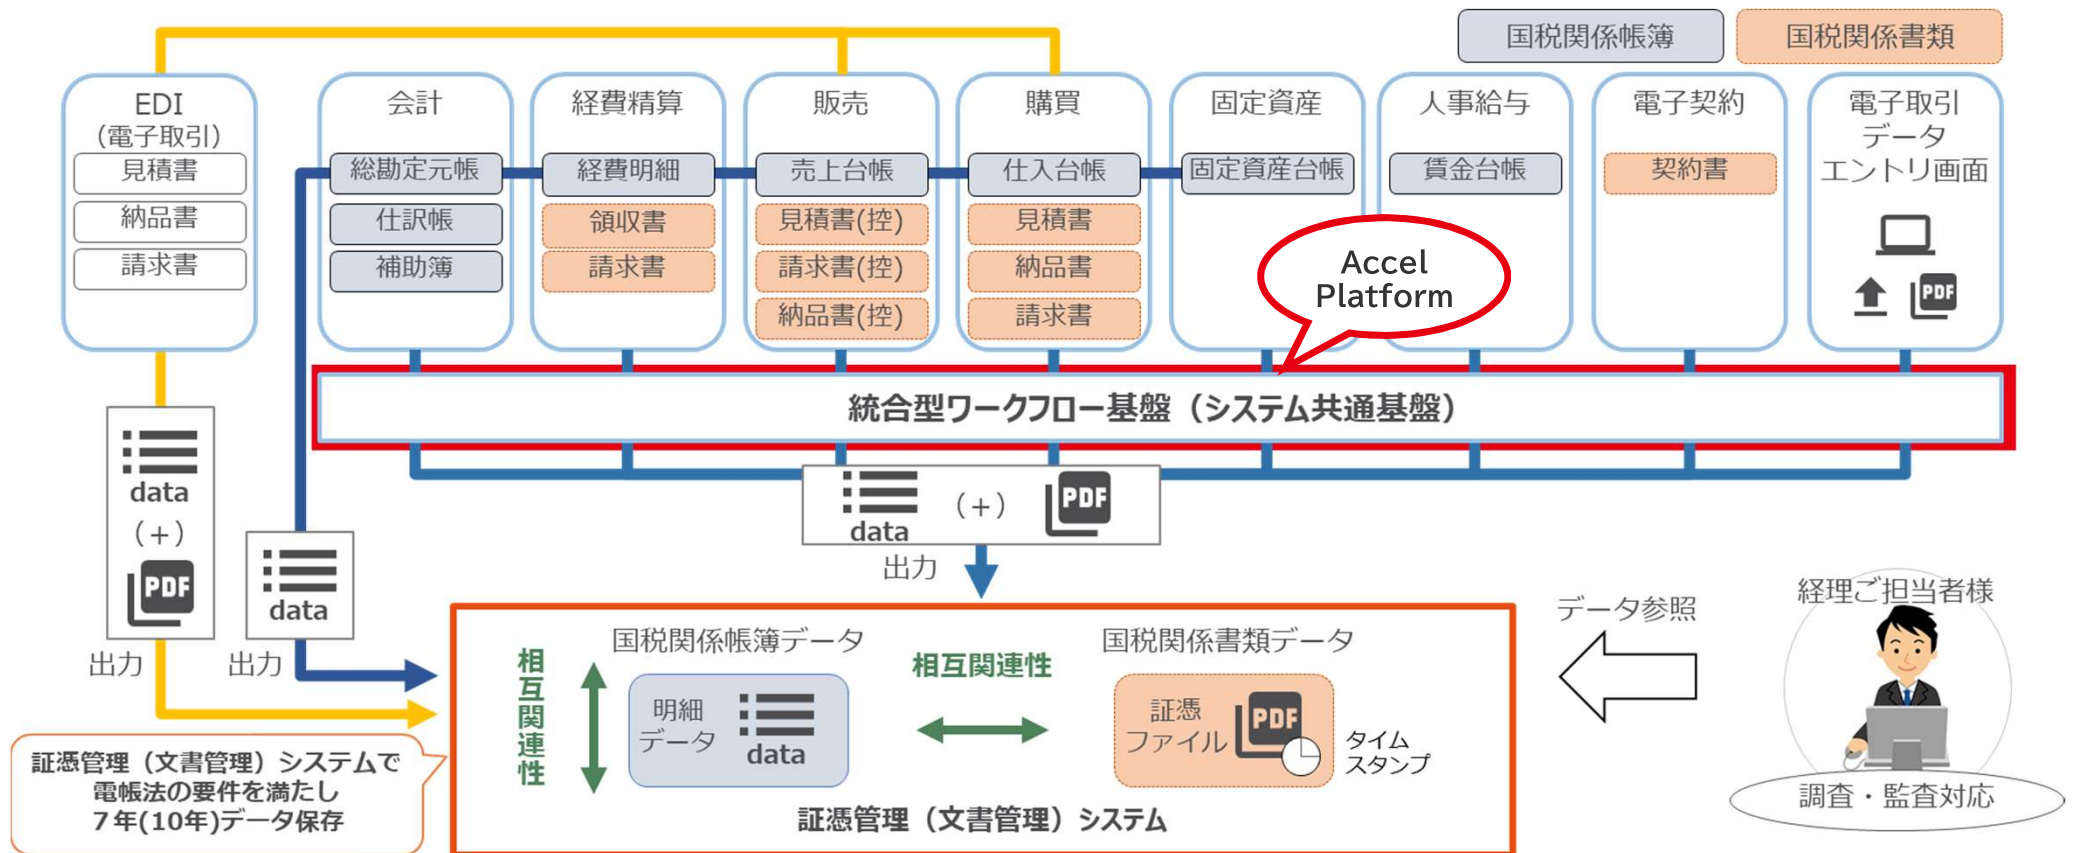 国税関係帳簿
国税関係書類
EDI
(電子取引)
見積書
納品書
請求書
会計
総勘定元帳
仕訳帳
補助簿
経費精算
経費明細
領収書
請求書
販売
売上台帳
見積書(控)
請求書(控)
納品書(控)
購買
仕入台帳
見積書
納品書
請求書
固定資産
固定資産台帳
人事給与
賃金台帳
電子契約
契約書
電子取引
データ
エントリ画面
PDF
Accel
Platform
統合型ワークフロー基盤（システム共通基盤）
data
(+)
PDF
出力
data
出力
data
(+)
PDF
出力
国税関係帳簿データ
国税関係書類データ
相互関連性
相互関連性
明細
データ
data
証憑
ファイル
PDF
タイム
スタンプ
証憑管理（文書管理）システム
証憑管理（文書管理）システムで
電帳法の要件を満たし
７年(10年)データ保存
データ参照
経理ご担当者様
調査・監査対応